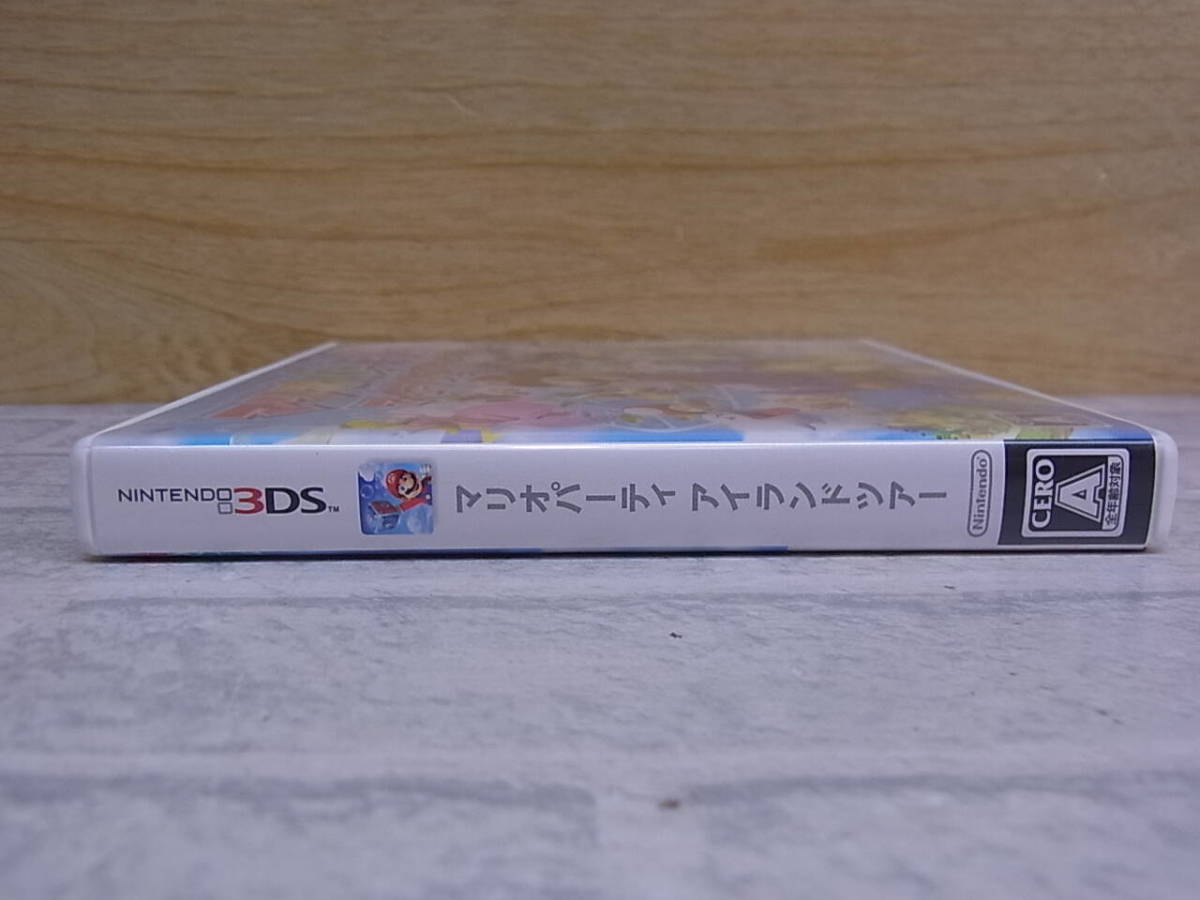 NINTENDO 3DS™
マリオパーティ アイランドツアー
Nintendo
CERO
A
全年齢対象